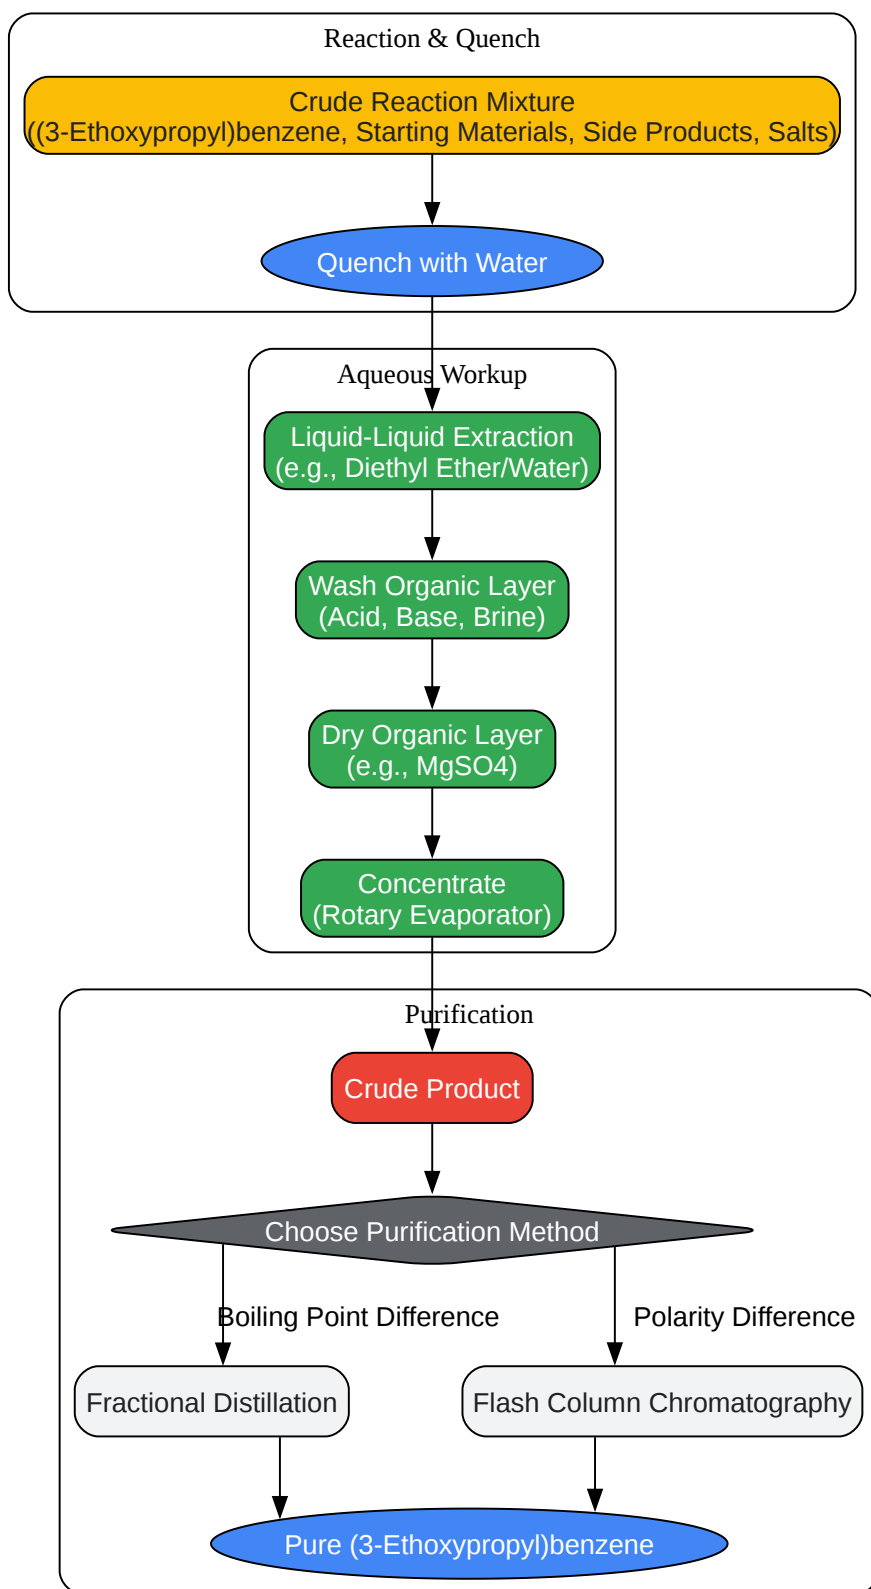 Reaction & Quench
Crude Reaction Mixture
((3-Ethoxypropyl)benzene, Starting Materials, Side Products, Salts)
Quench with Water
Aqueous Workup
Liquid-Liquid Extraction
(e.g., Diethyl Ether/Water)
Wash Organic Layer
(Acid, Base, Brine)
Dry Organic Layer
(e.g., MgSO4)
Concentrate
(Rotary Evaporator)
Purification
Crude Product
Choose Purification Method
Boiling Point Difference
Polarity Difference
Fractional Distillation
Flash Column Chromatography
Pure (3-Ethoxypropyl)benzene